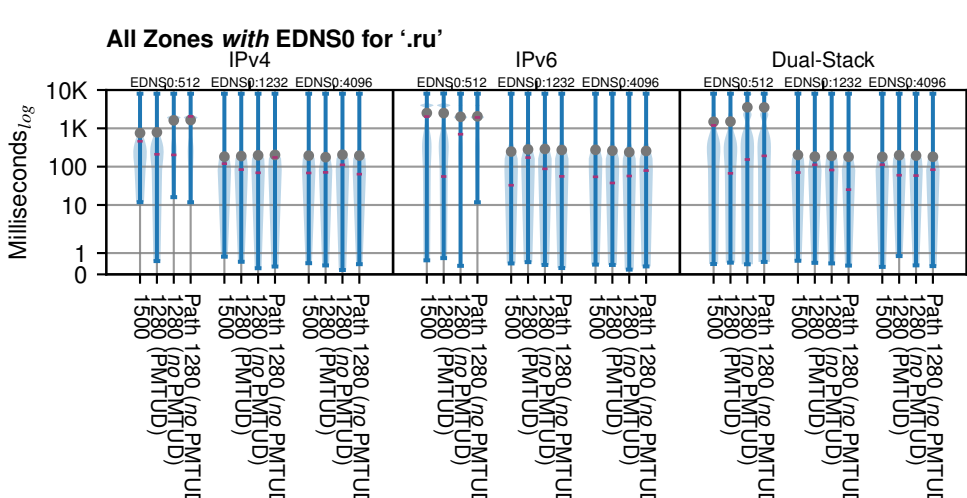 All Zones with EDNS0 for ‘.ru’
IPv4
IPv6
Dual-Stack
EDNS0:512
EDNS0:1232
EDNS0:4096
EDNS0:512
EDNS0:1232
EDNS0:4096
EDNS0:512
EDNS0:1232
EDNS0:4096
Milliseconds log
10K
1K
100
10
1
0
1500
1280 (PMTUD)
1280 (no PMTUD)
Path 1280 (no PMTUD
1500
1280 (PMTUD)
1280 (no PMTUD)
Path 1280 (no PMTUD
1500
1280 (PMTUD)
1280 (no PMTUD)
Path 1280 (no PMTUD
1500
1280 (PMTUD)
1280 (no PMTUD)
Path 1280 (no PMTUD
1500
1280 (PMTUD)
1280 (no PMTUD)
Path 1280 (no PMTUD
1500
1280 (PMTUD)
1280 (no PMTUD)
Path 1280 (no PMTUD
1500
1280 (PMTUD)
1280 (no PMTUD)
Path 1280 (no PMTUD
1500
1280 (PMTUD)
1280 (no PMTUD)
Path 1280 (no PMTUD
1500
1280 (PMTUD)
1280 (no PMTUD)
Path 1280 (no PMTUD